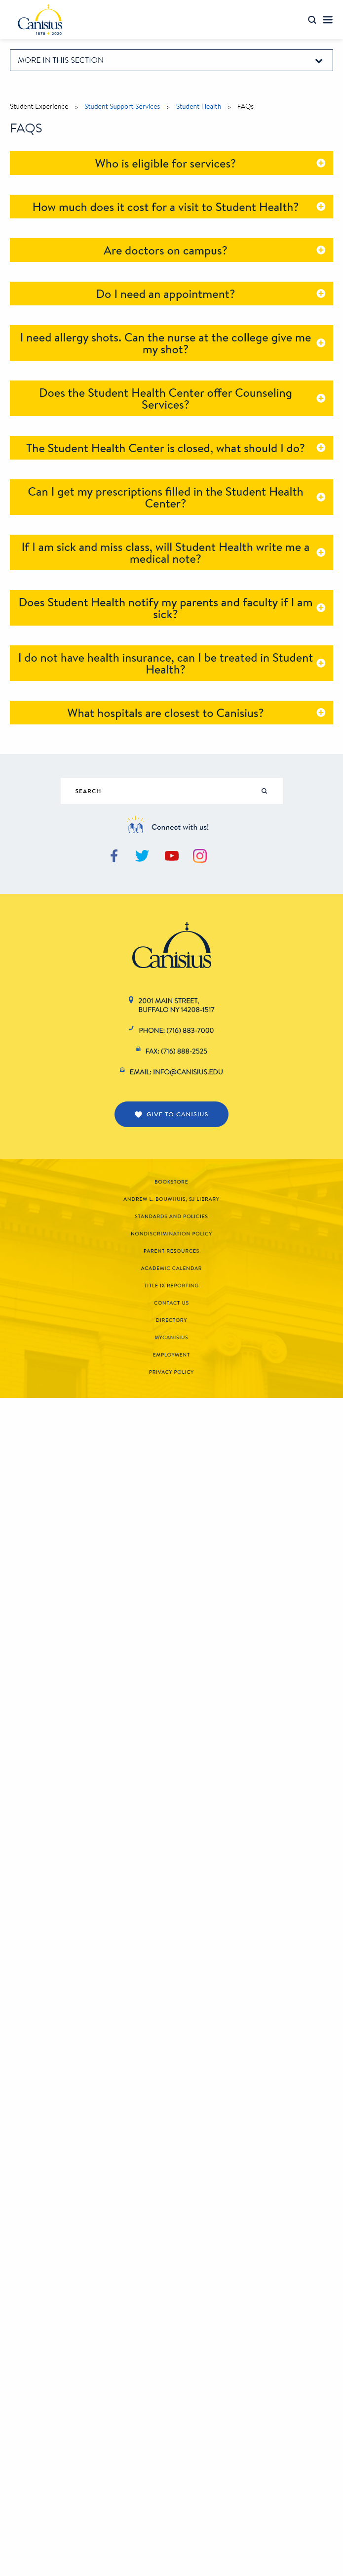 Canisius
1870 * 2020
MORE IN THIS SECTION
Student Experience > Student Support Services > Student Health > FAQs
FAQS
Who is eligible for services?
How much does it cost for a visit to Student Health?
Are doctors on campus?
Do I need an appointment?
I need allergy shots. Can the nurse at the college give me
my shot?
Does the Student Health Center offer Counseling
Services?
The Student Health Center is closed, what should I do?
Can I get my prescriptions filled in the Student Health
Center?
If I am sick and miss class, will Student Health write me a
medical note?
Does Student Health notify my parents and faculty if I am
sick?
I do not have health insurance, can I be treated in Student
Health?
What hospitals are closest to Canisius?
SEARCH
Connect with us!
Canisius
2001 MAIN STREET,
BUFFALO NY 14208-1517
PHONE: (716) 883-7000
FAX: (716) 888-2525
EMAIL: INFO@CANISIUS.EDU
GIVE TO CANISIUS
BOOKSTORE
ANDREW L. BOUWHUIS, SJ LIBRARY
STANDARDS AND POLICIES
NONDISCRIMINATION POLICY
PARENT RESOURCES
ACADEMIC CALENDAR
TITLE IX REPORTING
CONTACT US
DIRECTORY
MYCANISIUS
EMPLOYMENT
PRIVACY POLICY